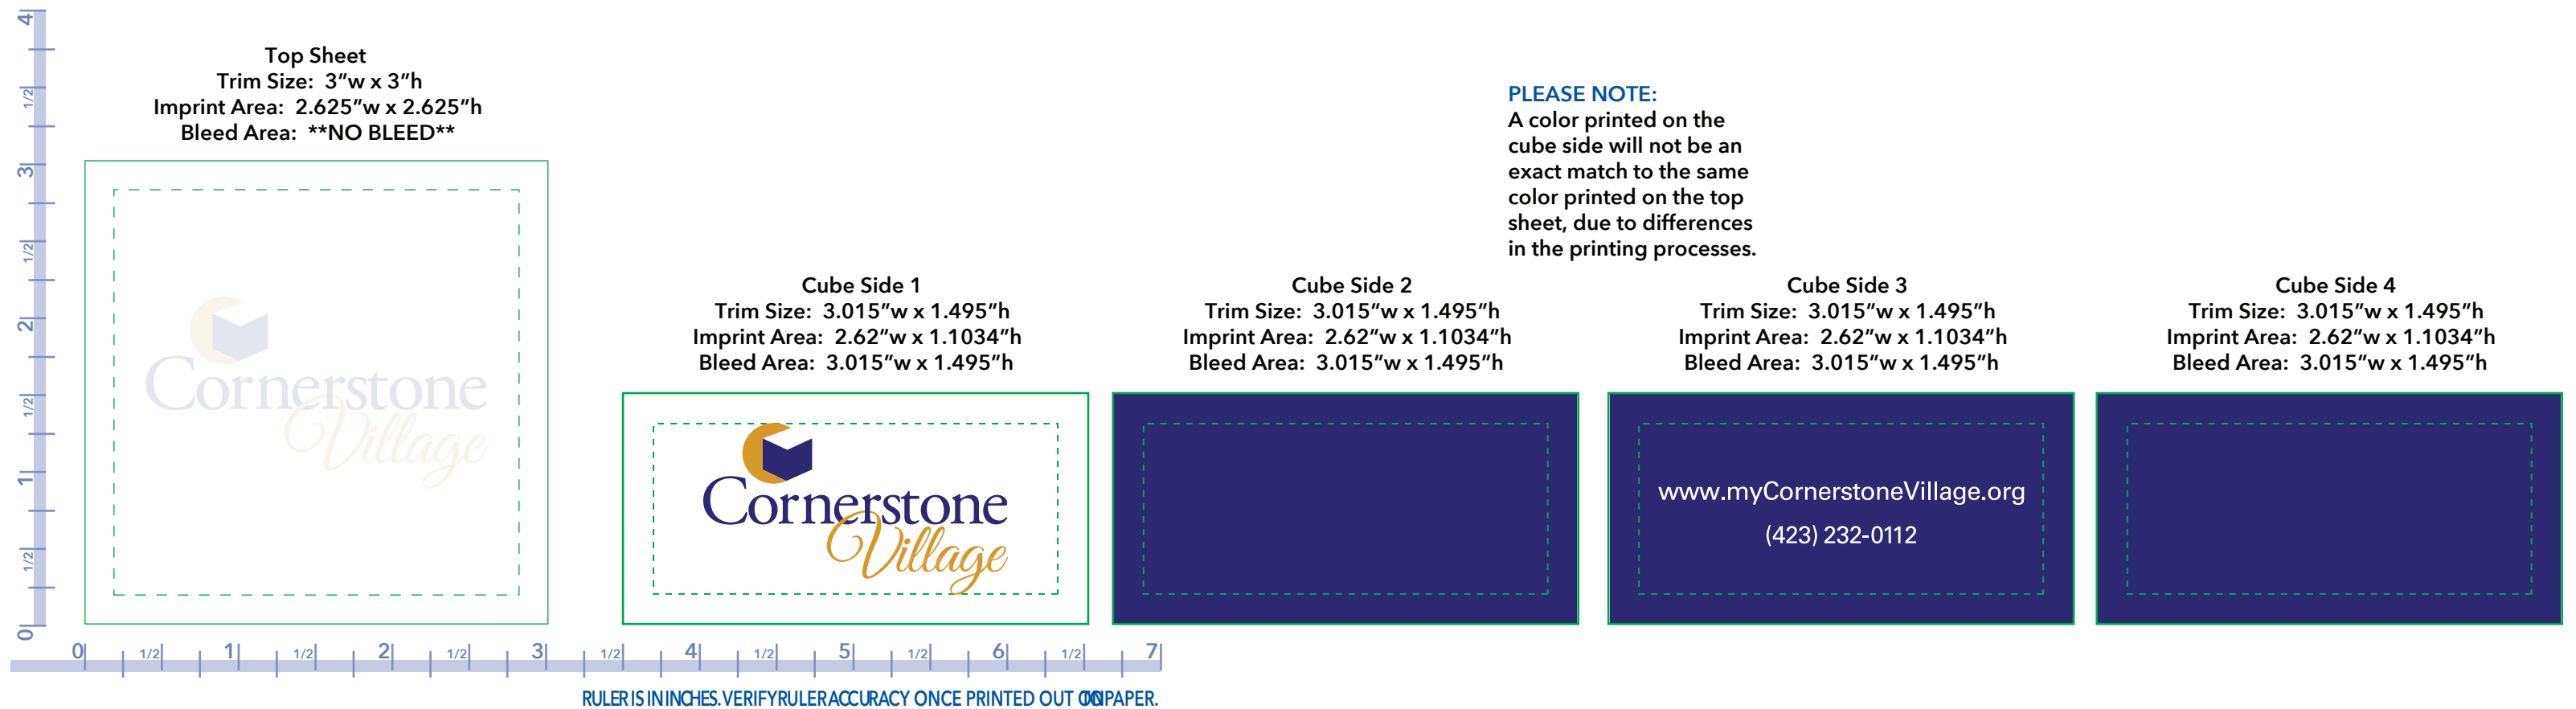 Top Sheet
Trim Size: 3"w x 3"h
Imprint Area: 2.625"w x 2.625"h
Bleed Area: **NO BLEED**
Cornerstone
Village
PLEASE NOTE:
A color printed on the
cube side will not be an
exact match to the same
color printed on the top
sheet, due to differences
in the printing processes.
Cube Side 1
Trim Size: 3.015"w x 1.495"h
Imprint Area: 2.62"w x 1.1034"h
Bleed Area: 3.015"w x 1.495"h
Cornerstone
Village
Cube Side 2
Trim Size: 3.015"w x 1.495"h
Imprint Area: 2.62"w x 1.1034"h
Bleed Area: 3.015"w x 1.495"h
Cube Side 3
Trim Size: 3.015"w x 1.495"h
Imprint Area: 2.62"w x 1.1034"h
Bleed Area: 3.015"w x 1.495"h
www.myCornerstoneVillage.org
(423) 232-0112
Cube Side 4
Trim Size: 3.015"w x 1.495"h
Imprint Area: 2.62"w x 1.1034"h
Bleed Area: 3.015"w x 1.495"h
4
1/2
3
1/2
2
1/2
1
1/2
0
0 1/2 1 1/2 2 1/2 3 1/2 4 1/2 5 1/2 6 1/2 7
RULER IS IN INCHES. VERIFY RULER ACCURACY ONCE PRINTED OUT PAPER.